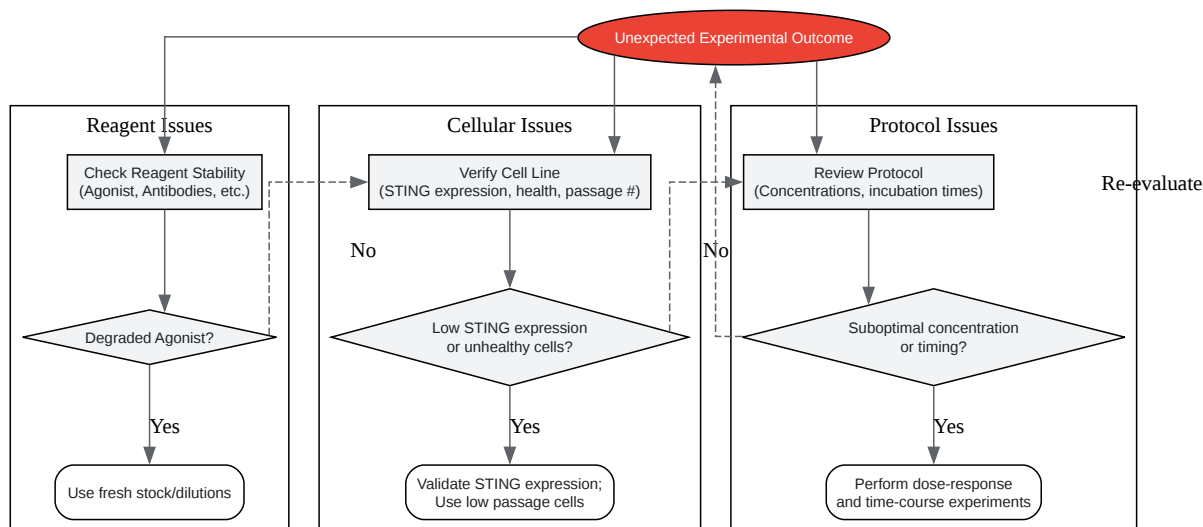 Unexpected Experimental Outcome
Reagent Issues
Cellular Issues
Protocol Issues
Check Reagent Stability
(Agonist, Antibodies, etc.)
Verify Cell Line
(STING expression, health, passage #)
Review Protocol
(Concentrations, incubation times)
Re-evaluate
No
No
Degraded Agonist?
Low STING expression
or unhealthy cells?
Suboptimal concentration
or timing?
Yes
Yes
Yes
Use fresh stock/dilutions
Validate STING expression;
Use low passage cells
Perform dose-response
and time-course experiments